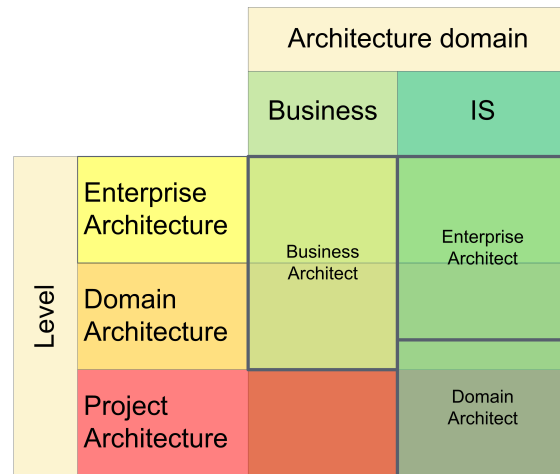 Architecture domain
Business
IS
Level
Enterprise
Architecture
Business
Architect
Enterprise
Architect
Domain
Architecture
Project
Architecture
Domain
Architect